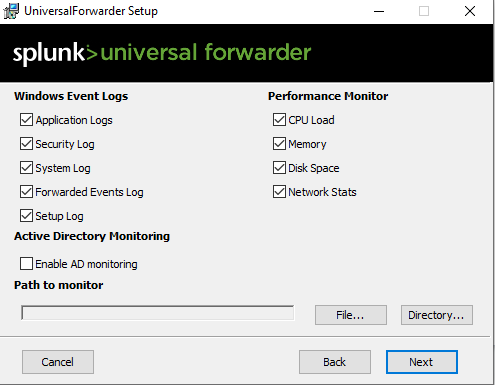 UniversalForwarder Setup
splunk>universal forwarder
Windows Event Logs
Application Logs
Security Log
System Log
Forwarded Events Log
Setup Log
Performance Monitor
CPU Load
Memory
Disk Space
Network Stats
Active Directory Monitoring
Enable AD monitoring
Path to monitor
File...
Directory...
Cancel
Back
Next